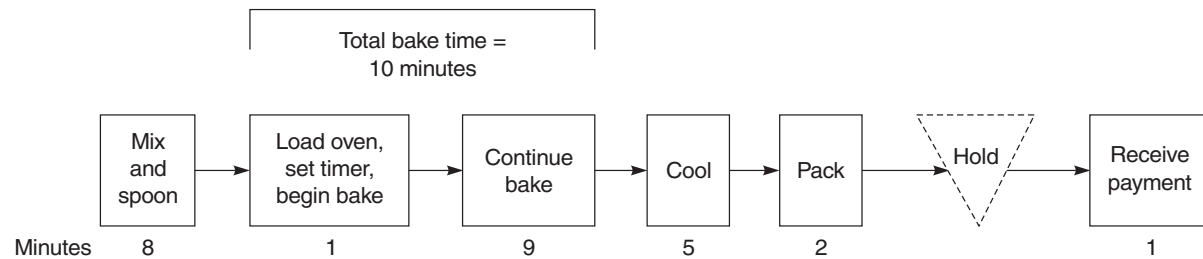 Total bake time =
10 minutes
Mix
and
spoon
Load oven,
set timer,
begin bake
Continue
bake
Cool
Pack
Hold
Receive
payment
Minutes 8 1 9 5 2 1